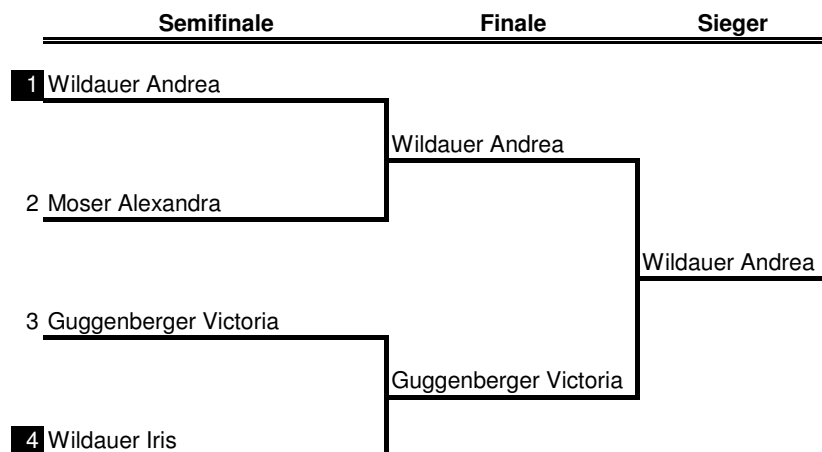 Semifinale Finale Sieger
1 Wildauer Andrea
Wildauer Andrea
2 Moser Alexandra
Wildauer Andrea
3 Guggenberger Victoria
Guggenberger Victoria
4 Wildauer Iris